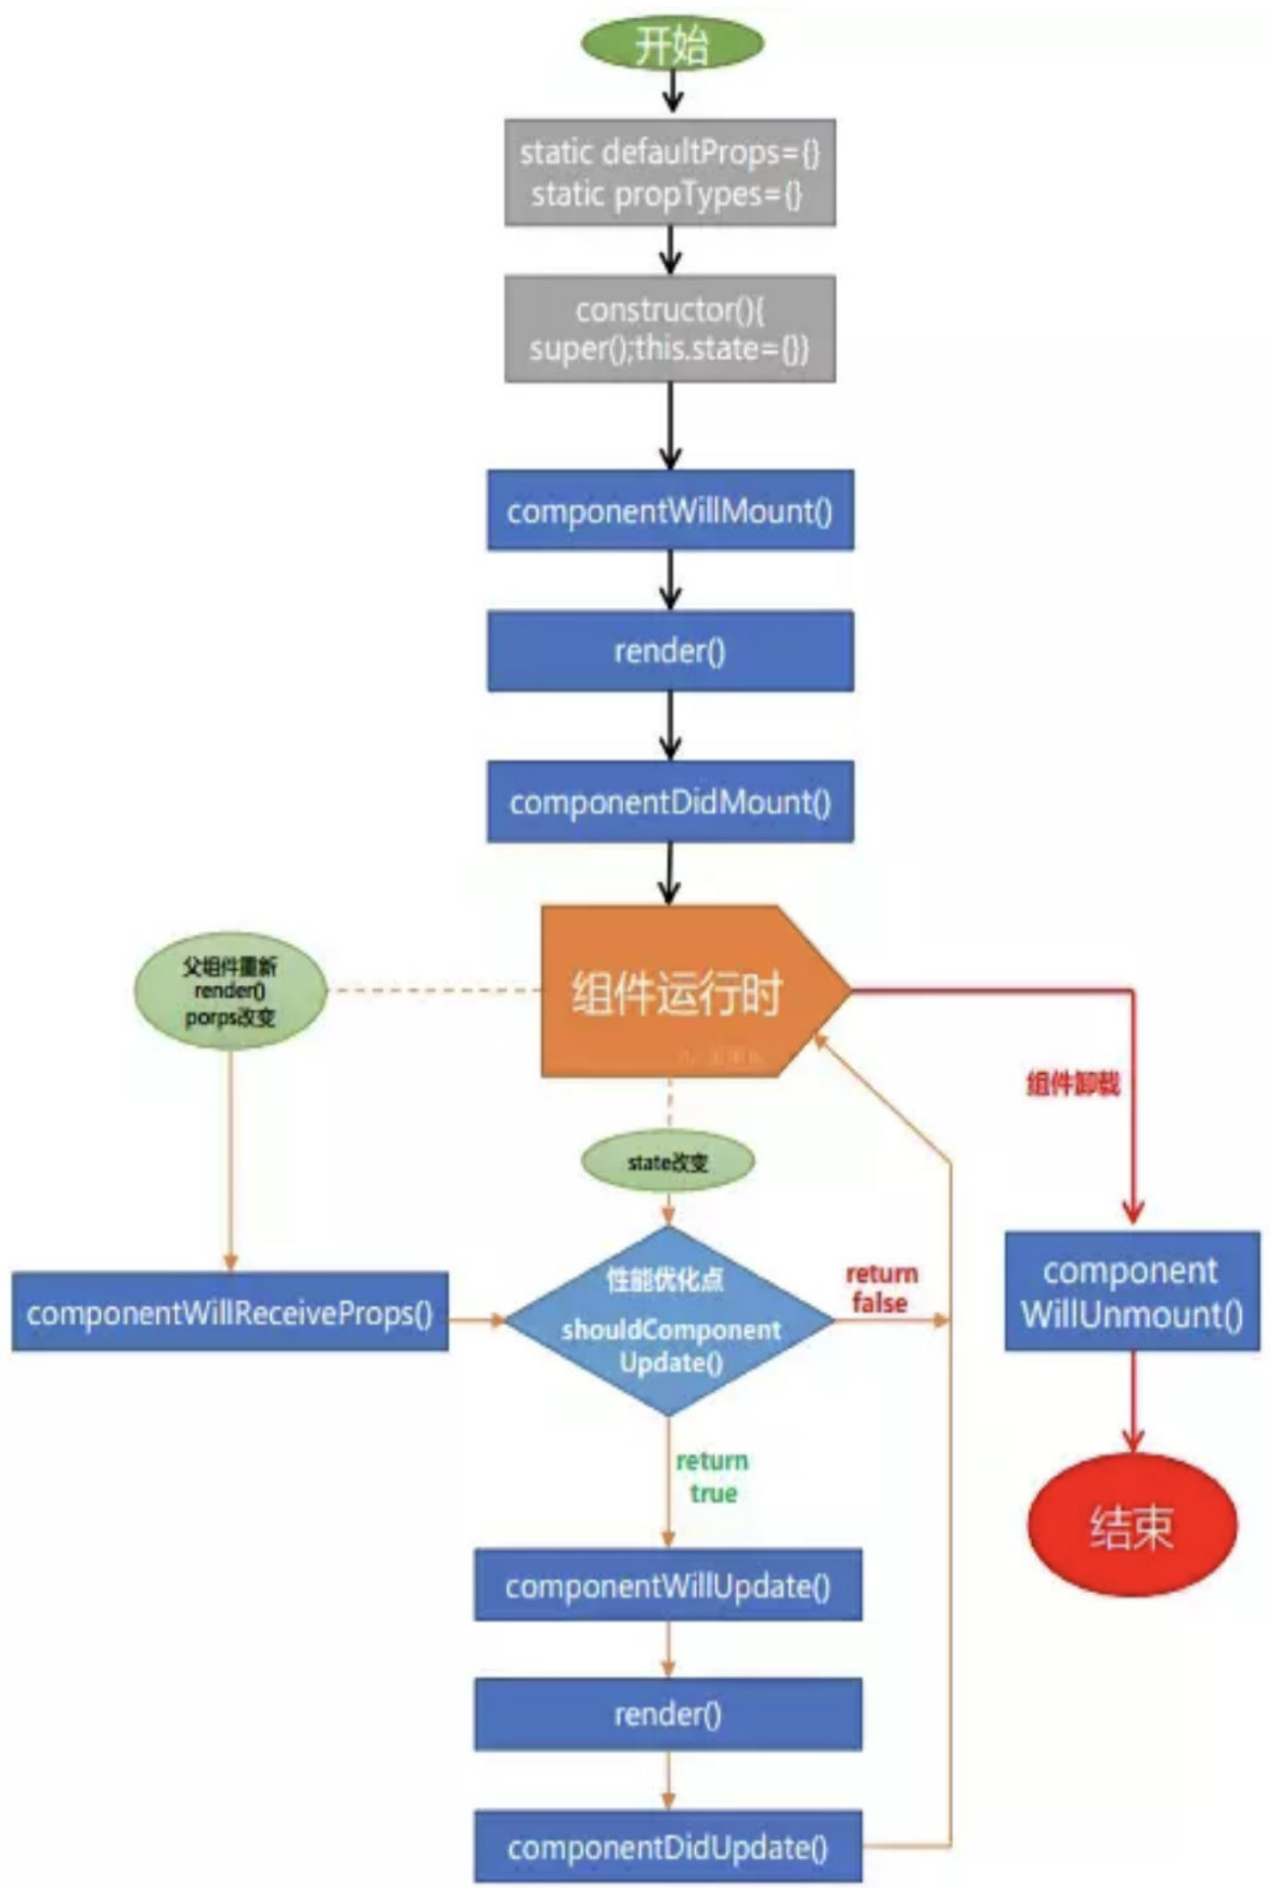 开始
static defaultProps={}
static propTypes={}
constructor(){
super();this.state={}}
componentWillMount()
render()
componentDidMount()
父组件重新
render()
porps改变
组件运行时
组件卸载
state改变
componentWillReceiveProps()
性能优化点
shouldComponent
Update()
return
false
component
WillUnmount()
return
true
结束
componentWillUpdate()
render()
componentDidUpdate()